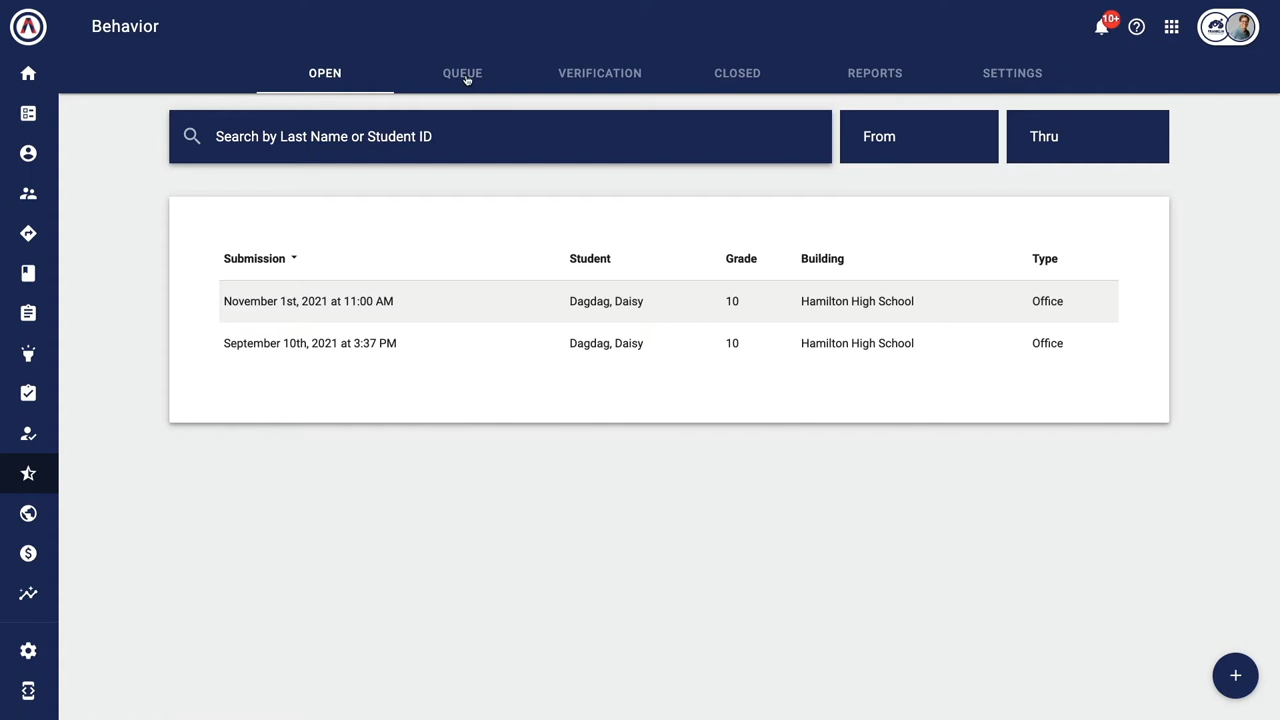 Behavior
10+
OPEN QUEUE VERIFICATION CLOSED REPORTS SETTINGS
Search by Last Name or Student ID From Thru
Submission Student Grade Building Type
November 1st, 2021 at 11:00 AM Dagdag, Daisy 10 Hamilton High School Office
September 10th, 2021 at 3:37 PM Dagdag, Daisy 10 Hamilton High School Office